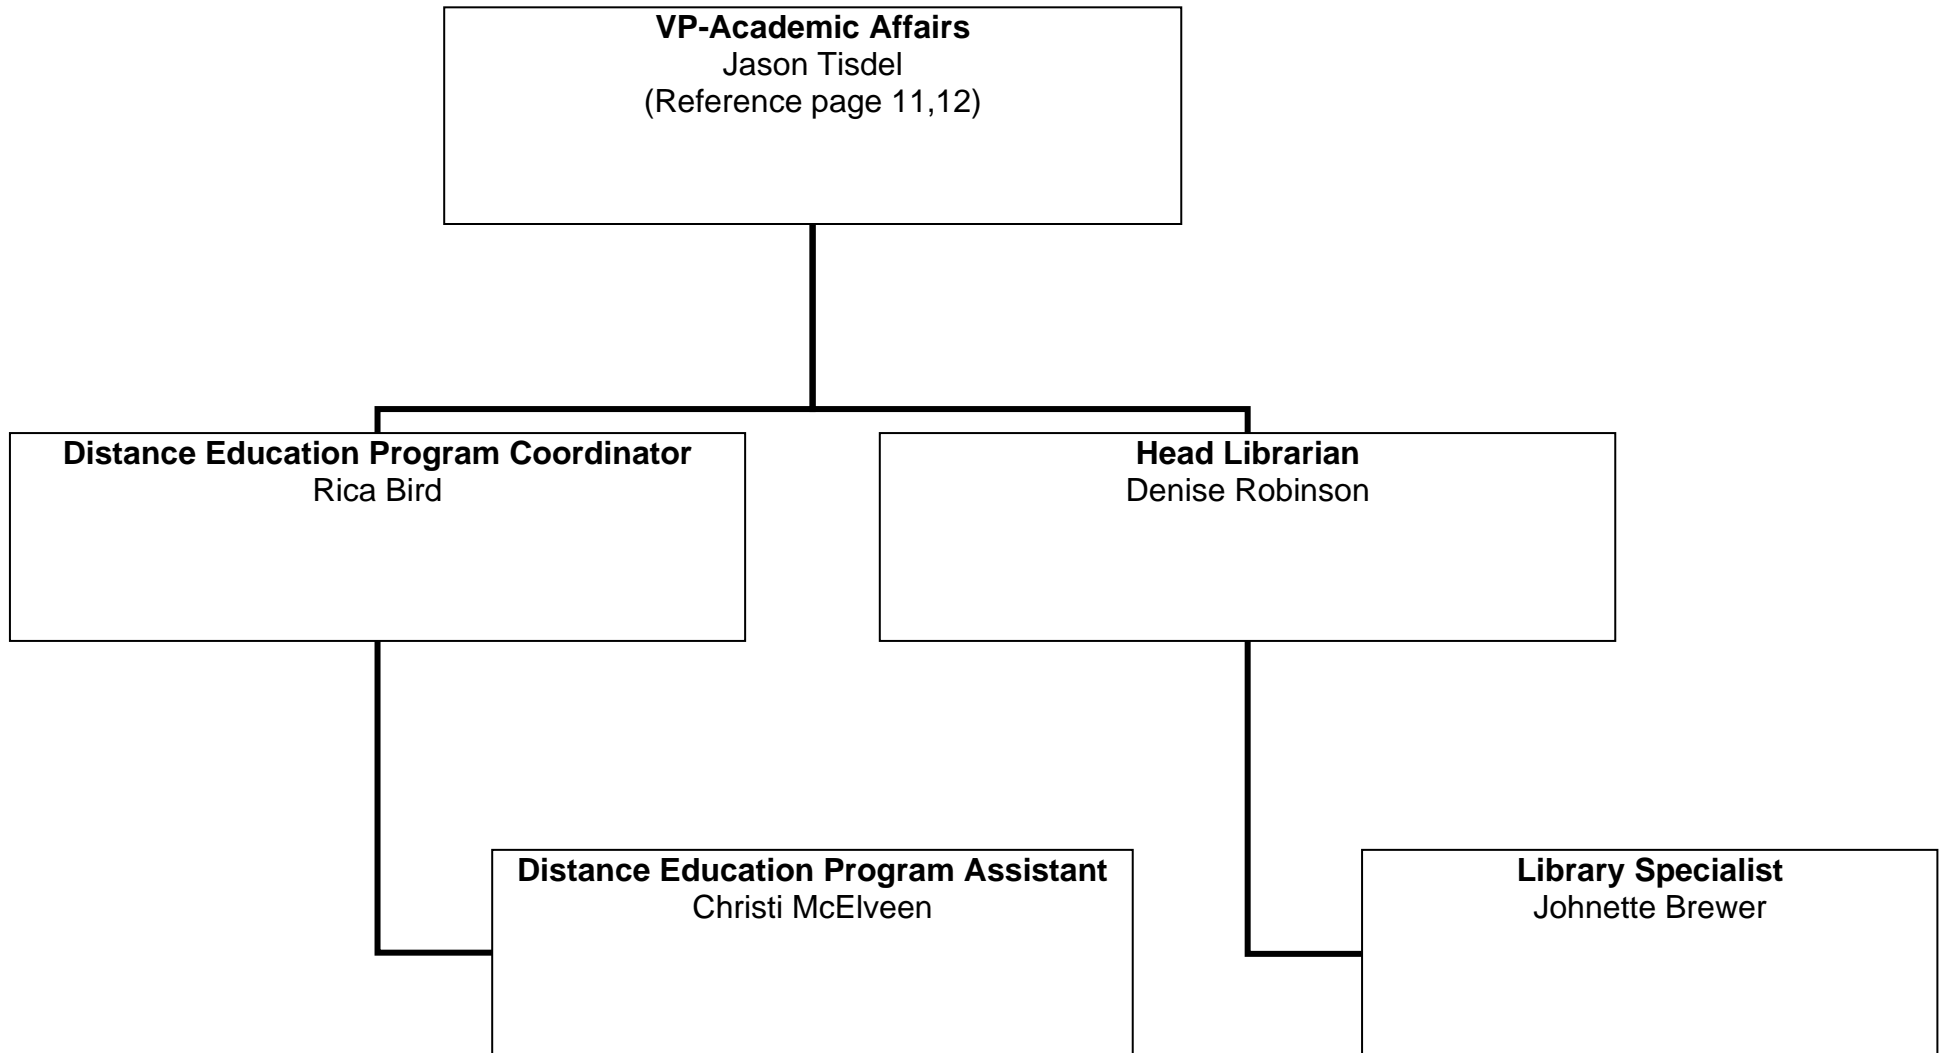 VP-Academic Affairs
Jason Tisdel
(Reference page 11,12)
Distance Education Program Coordinator
Rica Bird
Head Librarian
Denise Robinson
Distance Education Program Assistant
Christi McElveen
Library Specialist
Johnette Brewer